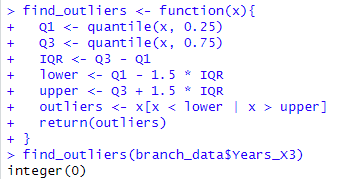 > find_outliers <- function(x){
+   Q1 <- quantile(x, 0.25)
+   Q3 <- quantile(x, 0.75)
+   IQR <- Q3 - Q1
+   lower <- Q1 - 1.5 * IQR
+   upper <- Q3 + 1.5 * IQR
+   outliers <- x[x < lower | x > upper]
+   return(outliers)
+ }
> find_outliers(branch_data$Years_X3)
integer(0)